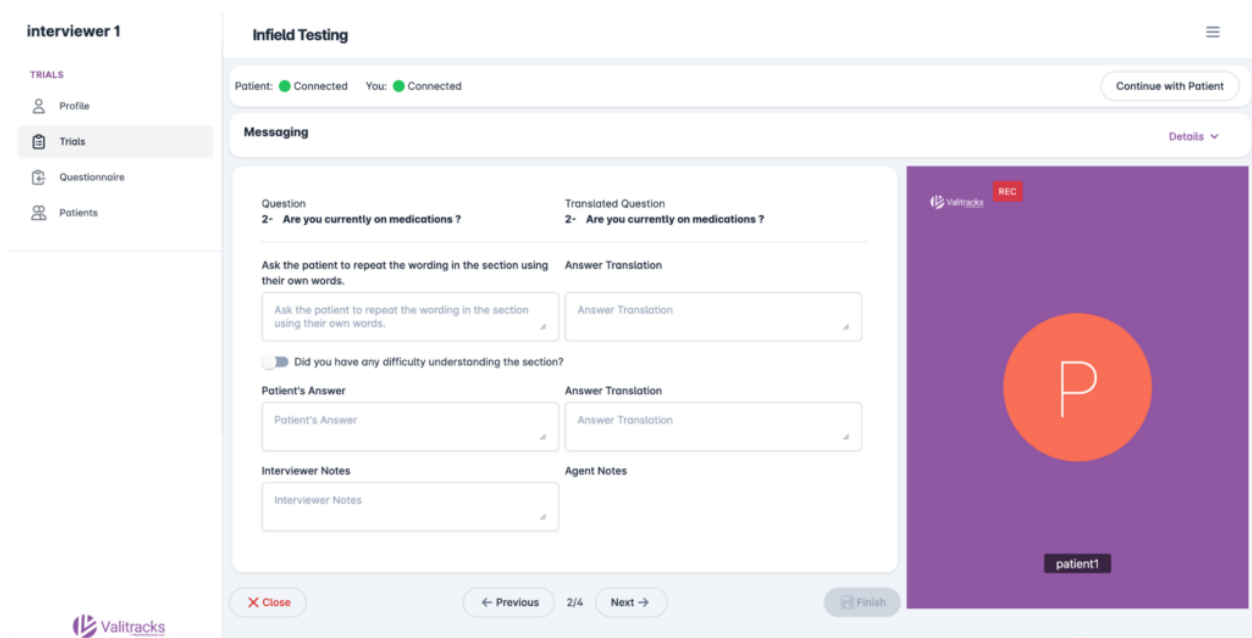 interviewer 1
TRIALS
Profile
Trials
Questionnaire
Patients
Valitracks
Infield Testing
Patient: Connected You: Connected
Continue with Patient
Messaging
Details
Question
2- Are you currently on medications ?
Translated Question
2- Are you currently on medications ?
Ask the patient to repeat the wording in the section using
their own words.
Answer Translation
Ask the patient to repeat the wording in the section
using their own words.
Answer Translation
Did you have any difficulty understanding the section?
Patient's Answer
Answer Translation
Patient's Answer
Answer Translation
Interviewer Notes
Agent Notes
Interviewer Notes
Close
← Previous
2/4
Next →
Finish
Valitracks
REC
P
patient1